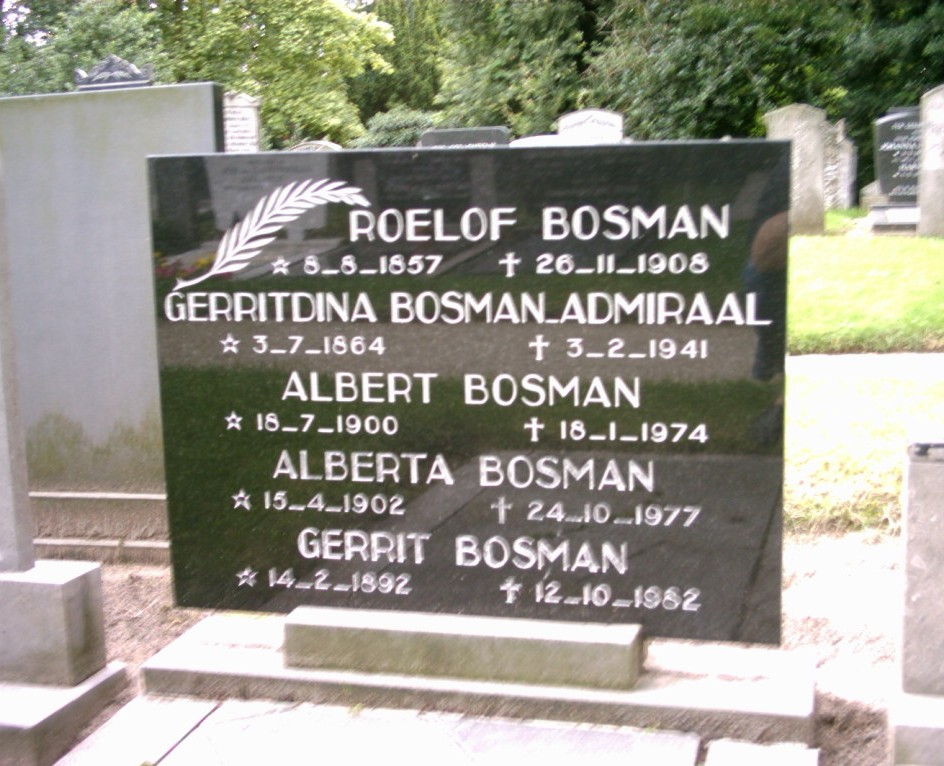 ROELOF BOSMAN
☆ 8_8_1857 ✝ 26_11_1908
GERRITDINA BOSMAN_ADMIRAAL
☆ 3_7_1864 ✝ 3_2_1941
ALBERT BOSMAN
☆ 18_7_1900 ✝ 18_1_1974
ALBERTA BOSMAN
☆ 15_4_1902 ✝ 24_10_1977
GERRIT BOSMAN
☆ 14_2_1892 ✝ 12_10_1982